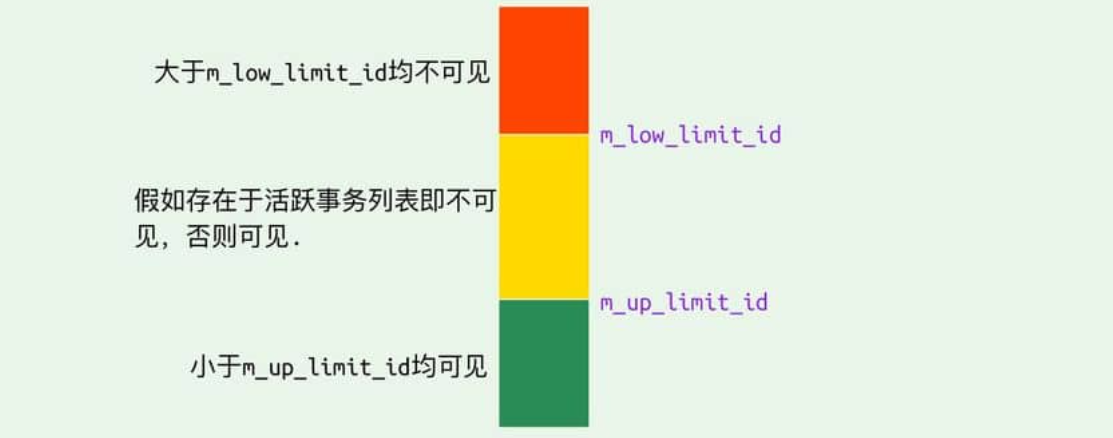 大于m_low_limit_id均不可见
m_low_limit_id
假如存在于活跃事务列表即不可
见，否则可见.
m_up_limit_id
小于m_up_limit_id均可见